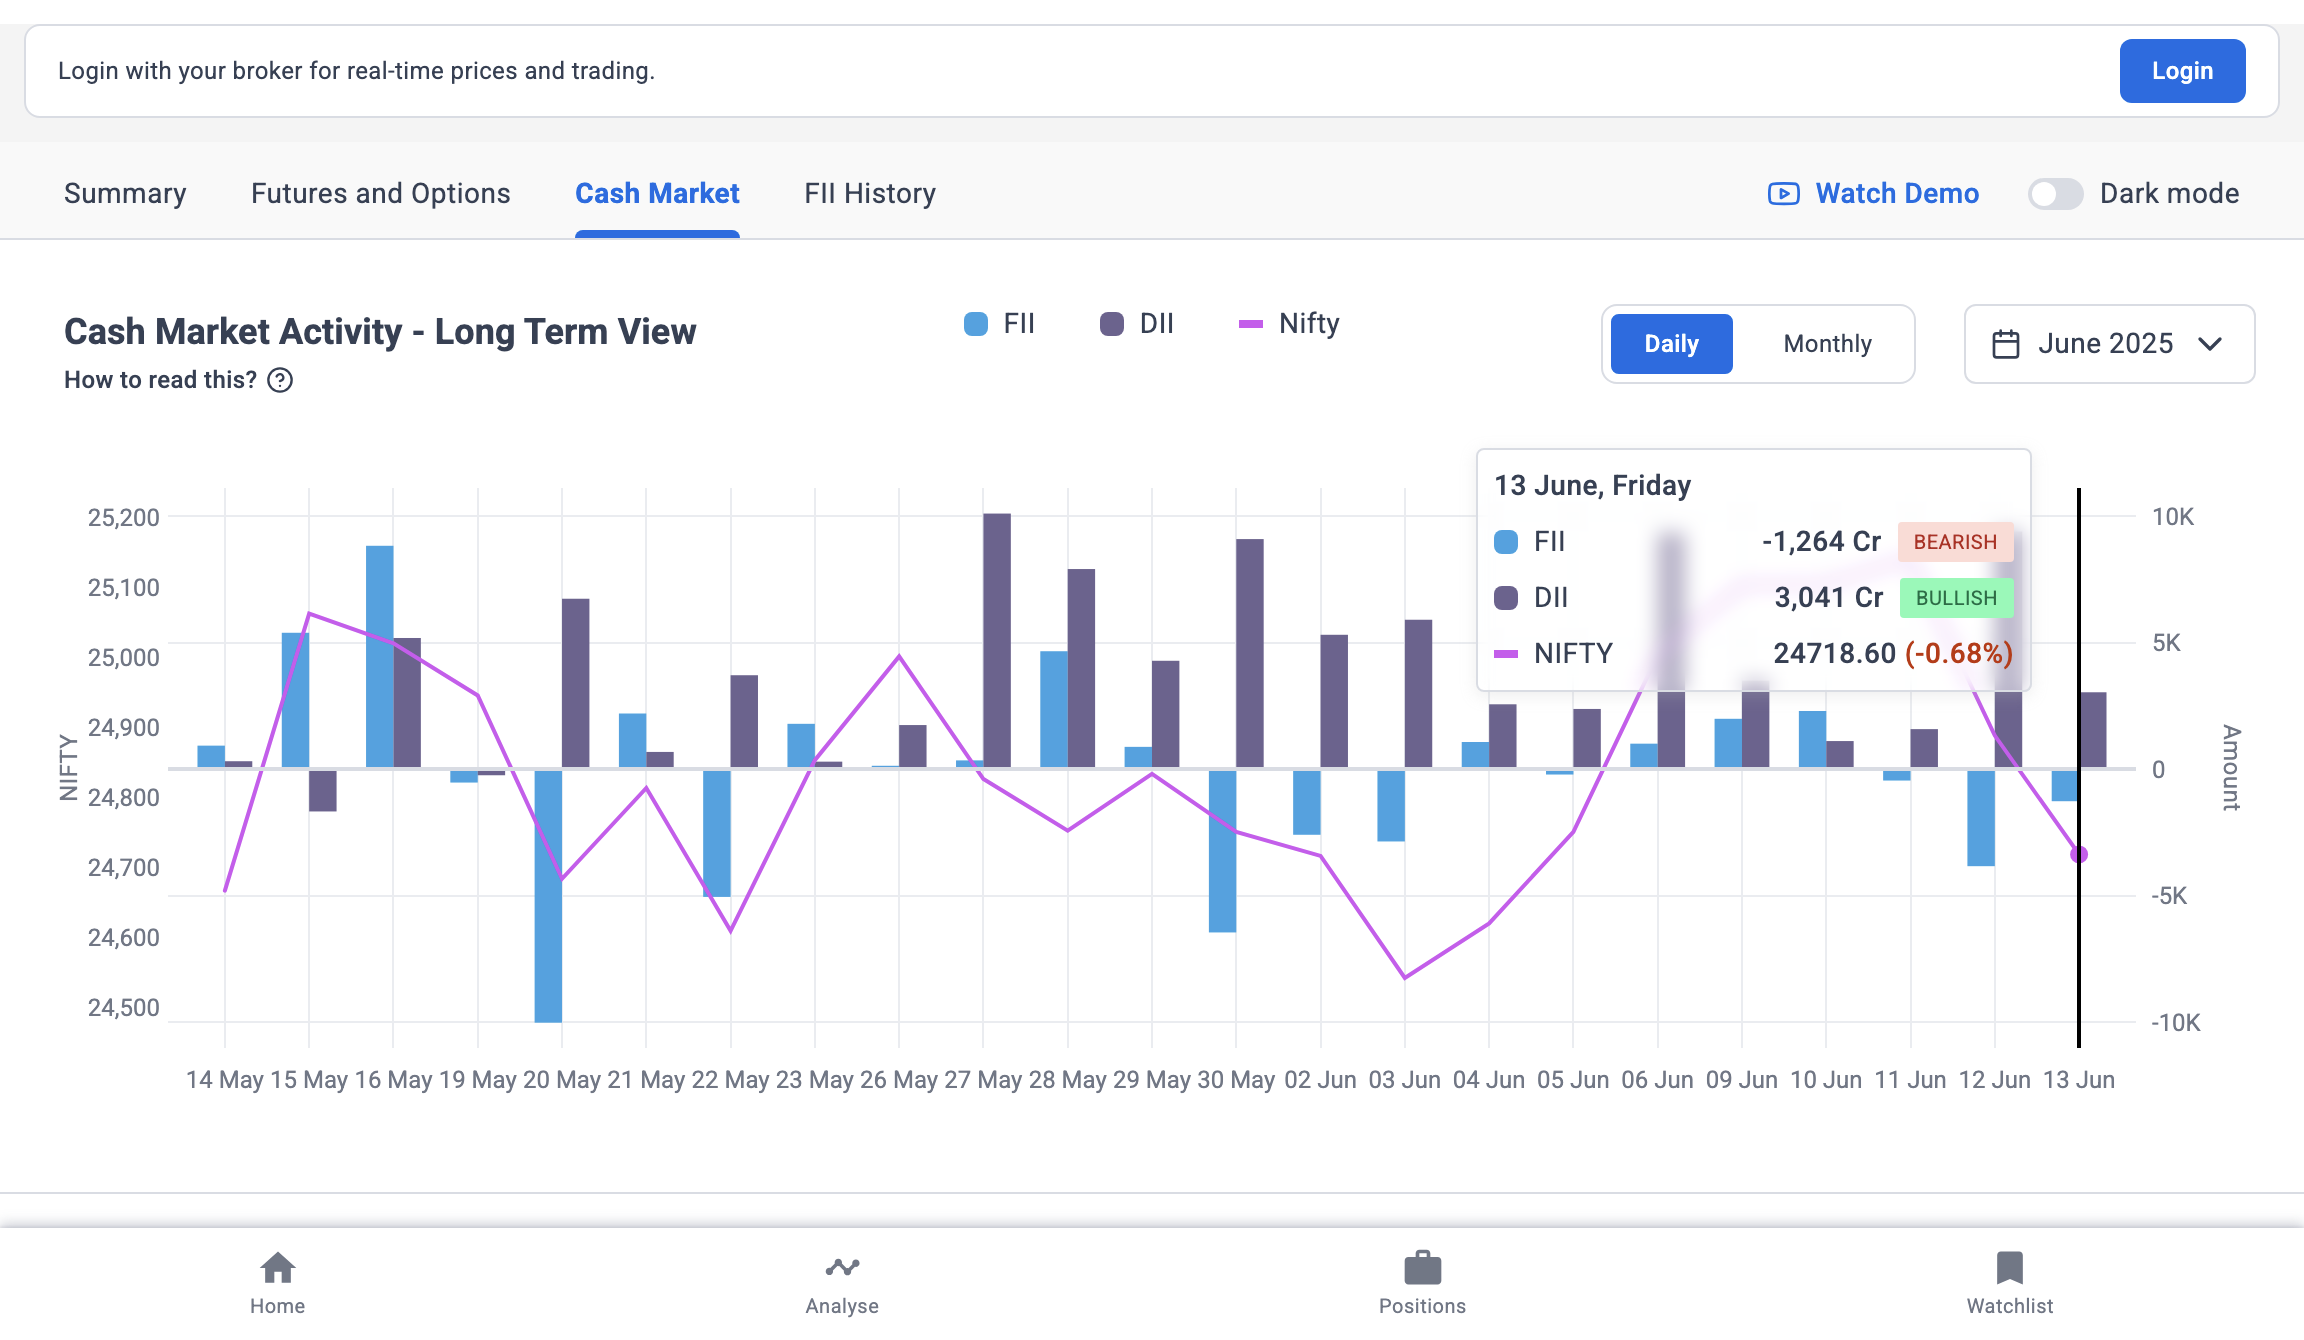 Login with your broker for real-time prices and trading.
Login
Summary
Futures and Options
Cash Market
FII History
Watch Demo
Dark mode
Cash Market Activity - Long Term View
How to read this?
FII
DII
Nifty
Daily
Monthly
June 2025
13 June, Friday
FII -1,264 Cr BEARISH
DII 3,041 Cr BULLISH
NIFTY 24718.60 (-0.68%)
NIFTY
25,200
25,100
25,000
24,900
24,800
24,700
24,600
24,500
10K
5K
0
-5K
-10K
Amount
14 May 15 May 16 May 19 May 20 May 21 May 22 May 23 May 26 May 27 May 28 May 29 May 30 May 02 Jun 03 Jun 04 Jun 05 Jun 06 Jun 09 Jun 10 Jun 11 Jun 12 Jun 13 Jun
Home
Analyse
Positions
Watchlist